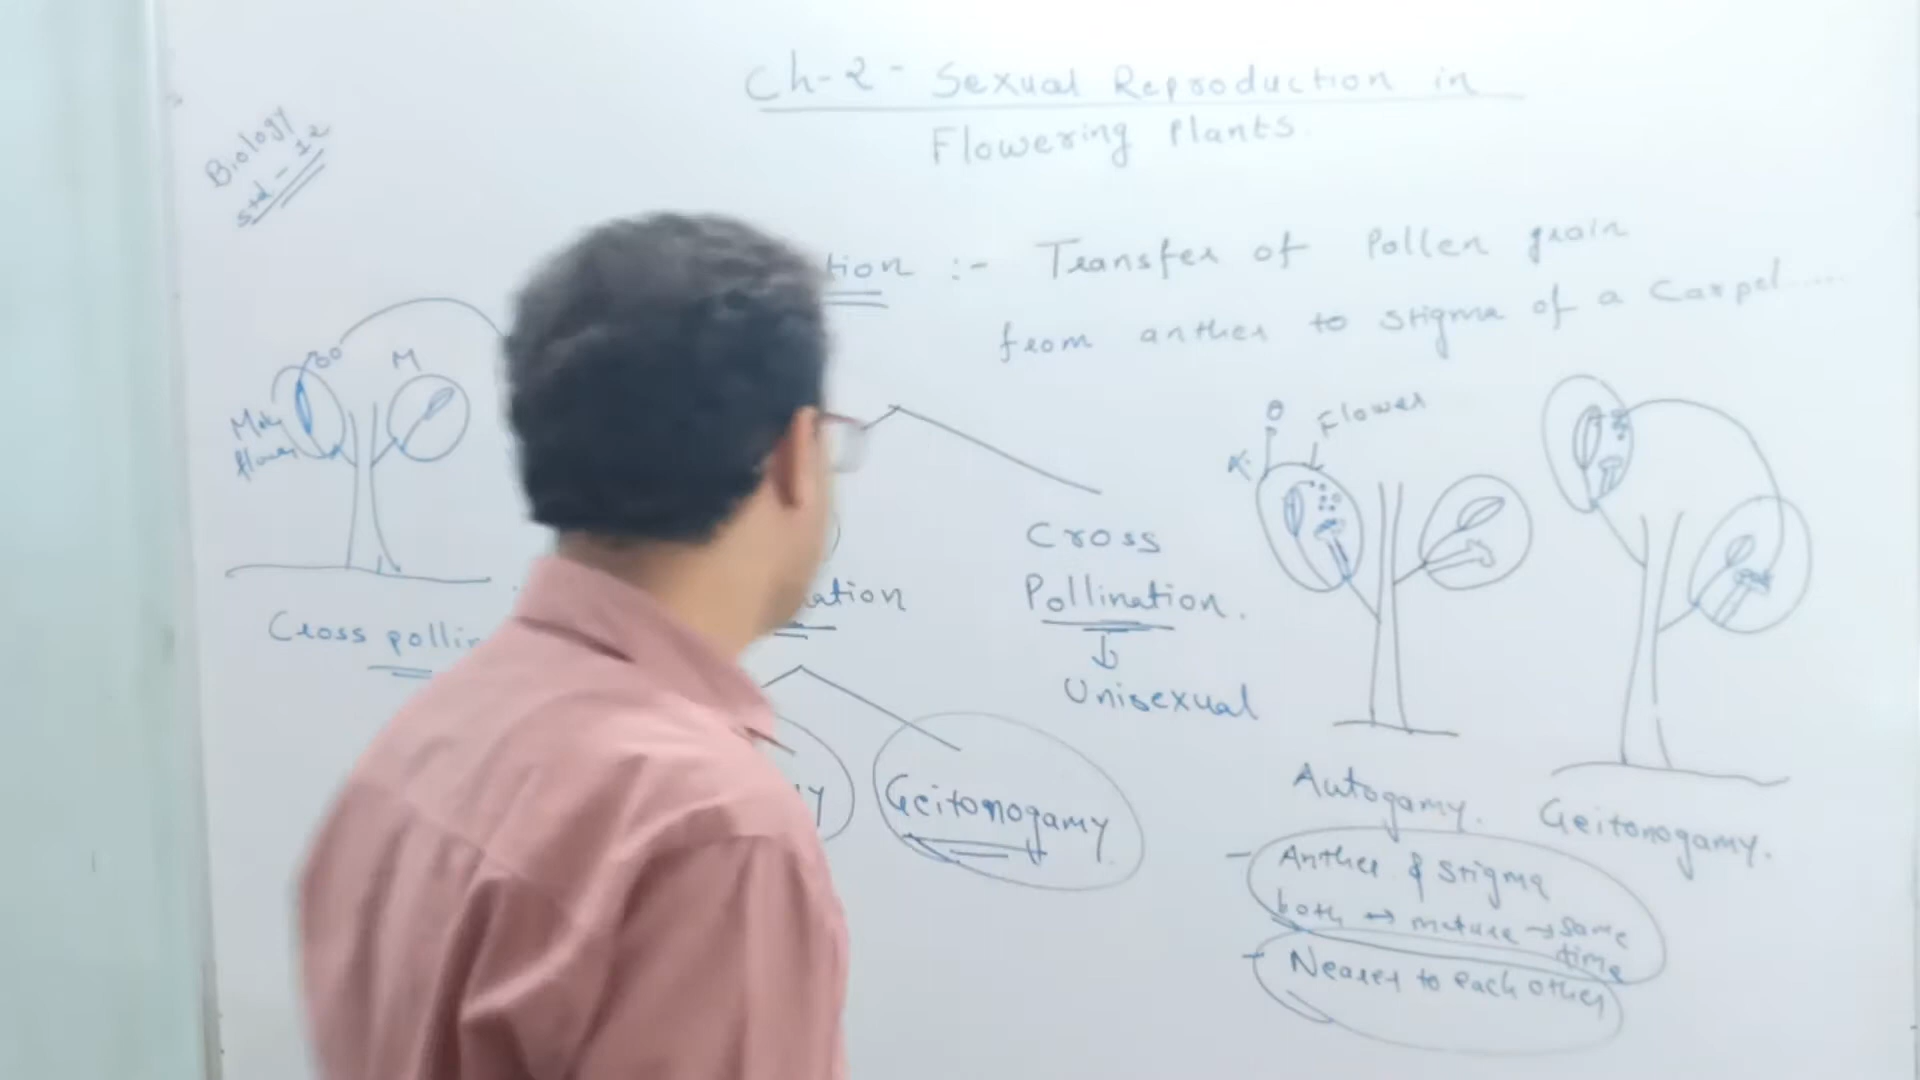 Ch-2 - Sexual Reproduction in
Flowering Plants.
Biology
Std - 12
tion :- Transfer of Pollen grain
from anther to stigma of a Carpel.....
M
Male
flower
Cross pollin
ation
Cross
Pollination.
Unisexual
y
Geitonogamy
Flower
Autogamy.
Geitonogamy.
- Anther & Stigma
both → mature → same
time
- Nearer to each other